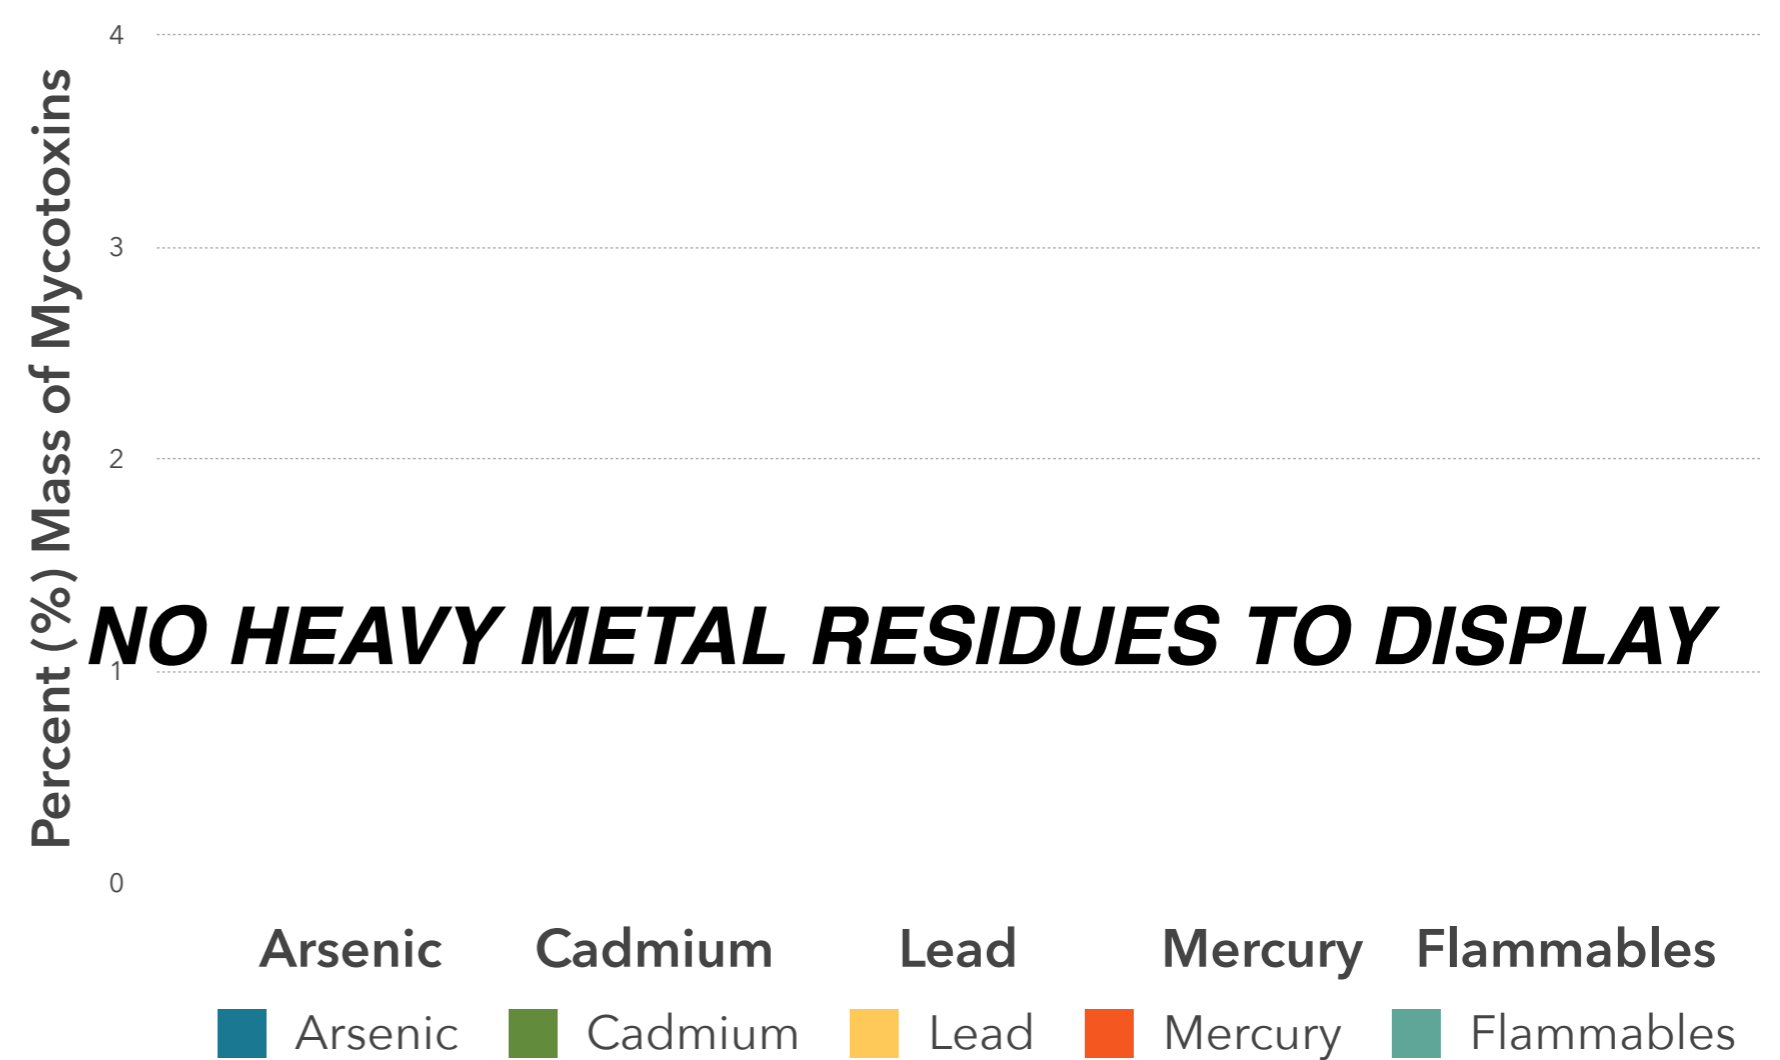 Percent (%) Mass of Mycotoxins
4
3
2
NO HEAVY METAL RESIDUES TO DISPLAY
1
0
Arsenic Cadmium Lead Mercury Flammables
Arsenic Cadmium Lead Mercury Flammables